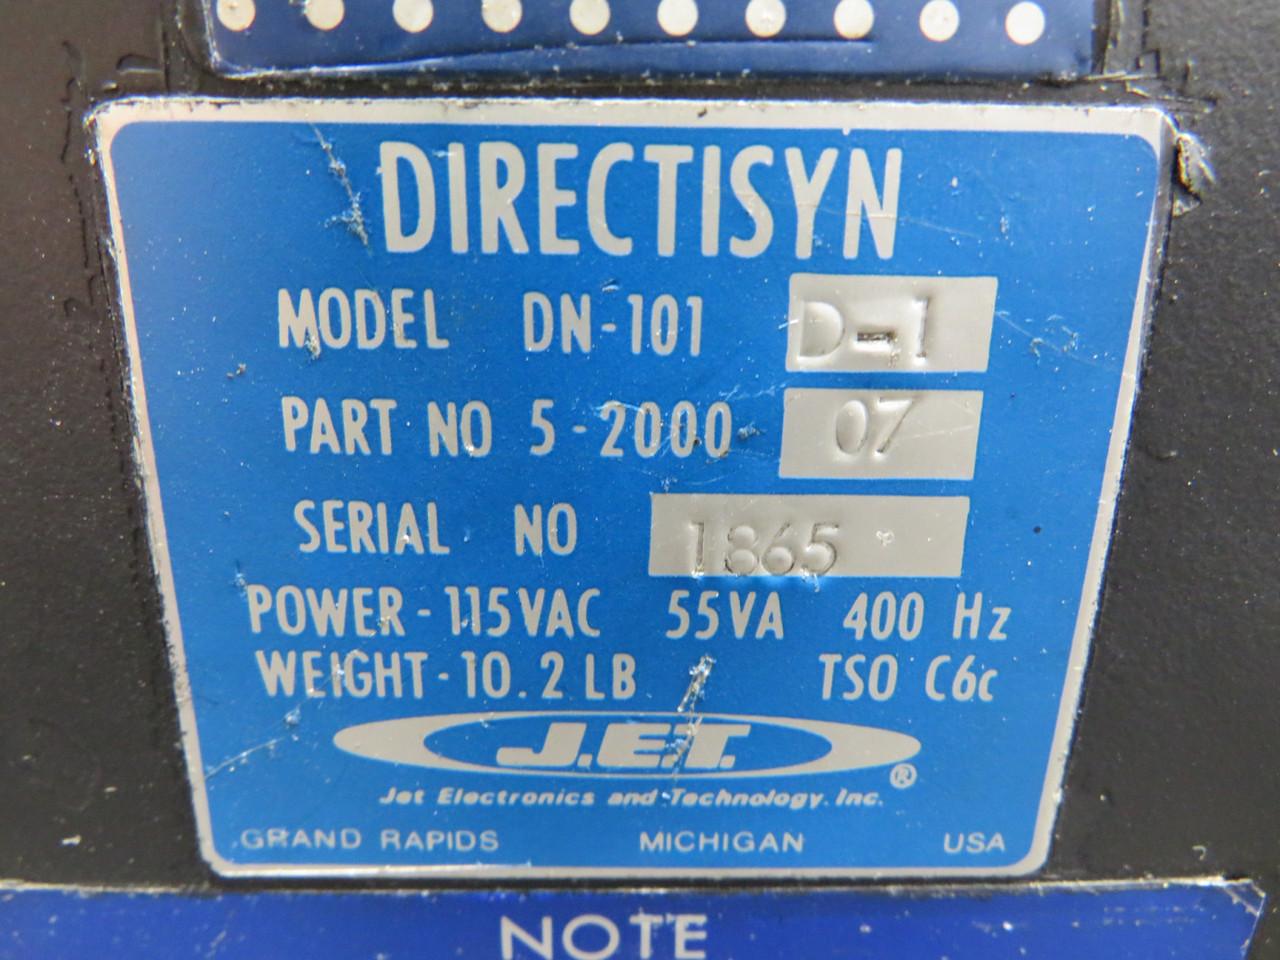 DIRECTISYN
MODEL DN-101 D-1
PART NO 5-2000 07
SERIAL NO 1865
POWER-115VAC 55VA 400 Hz
WEIGHT-10.2 LB TSO C6c
J.E.T.
®
Jet Electronics and Technology, Inc.
GRAND RAPIDS MICHIGAN USA
NOTE